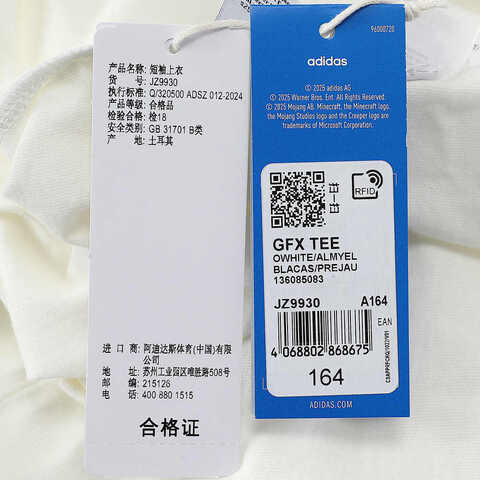 产品名称: 短袖上衣
货 号: JZ9930
执行标准: Q/320500 ADSZ 012-2024
产品等级: 合格品
检验合格: 检18
安全类别: GB 31701 B类
产 地: 土耳其
进 口 商: 阿迪达斯体育(中国)有限
公司
地 址: 苏州工业园区唯胜路508号
邮 编: 215126
电 话: 400 880 1515
合格证
96000720
adidas
© 2025 adidas AG
© 2025 Warner Bros. Ent. All rights reserved.
© 2025 Mojang AB. Minecraft, the Minecraft logo,
the Mojang Studios logo and the Creeper logo are
trademarks of Microsoft Corporation.
RFID
GFX TEE
OWHITE/ALMYEL
BLACAS/PREJAU
136085083
JZ9930 A164
EAN
4 068802 868675
164
ADIDAS.COM